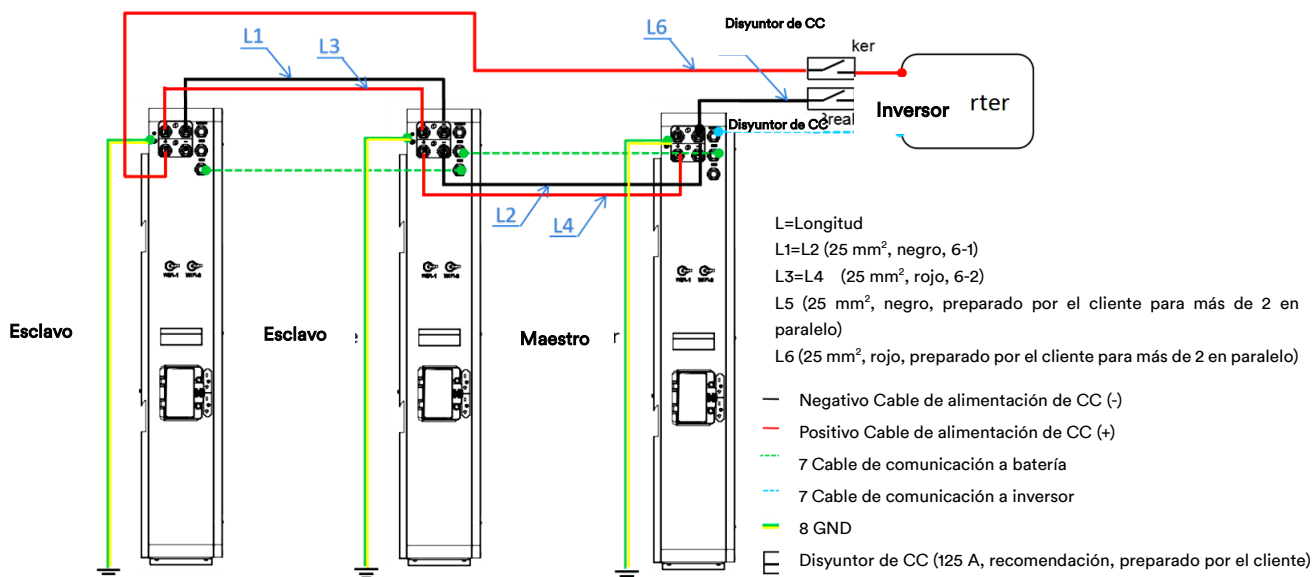 Disyuntor de CC
L1
L3
L6
ker
Inversor
rter
Disyuntor de CC
L2
L4
Esclavo
Esclavo
Maestro
L=Longitud
L1=L2 (25 mm², negro, 6-1)
L3=L4 (25 mm², rojo, 6-2)
L5 (25 mm², negro, preparado por el cliente para más de 2 en
paralelo)
L6 (25 mm², rojo, preparado por el cliente para más de 2 en paralelo)
Negativo Cable de alimentación de CC (-)
Positivo Cable de alimentación de CC (+)
7 Cable de comunicación a batería
7 Cable de comunicación a inversor
8 GND
Disyuntor de CC (125 A, recomendación, preparado por el cliente)